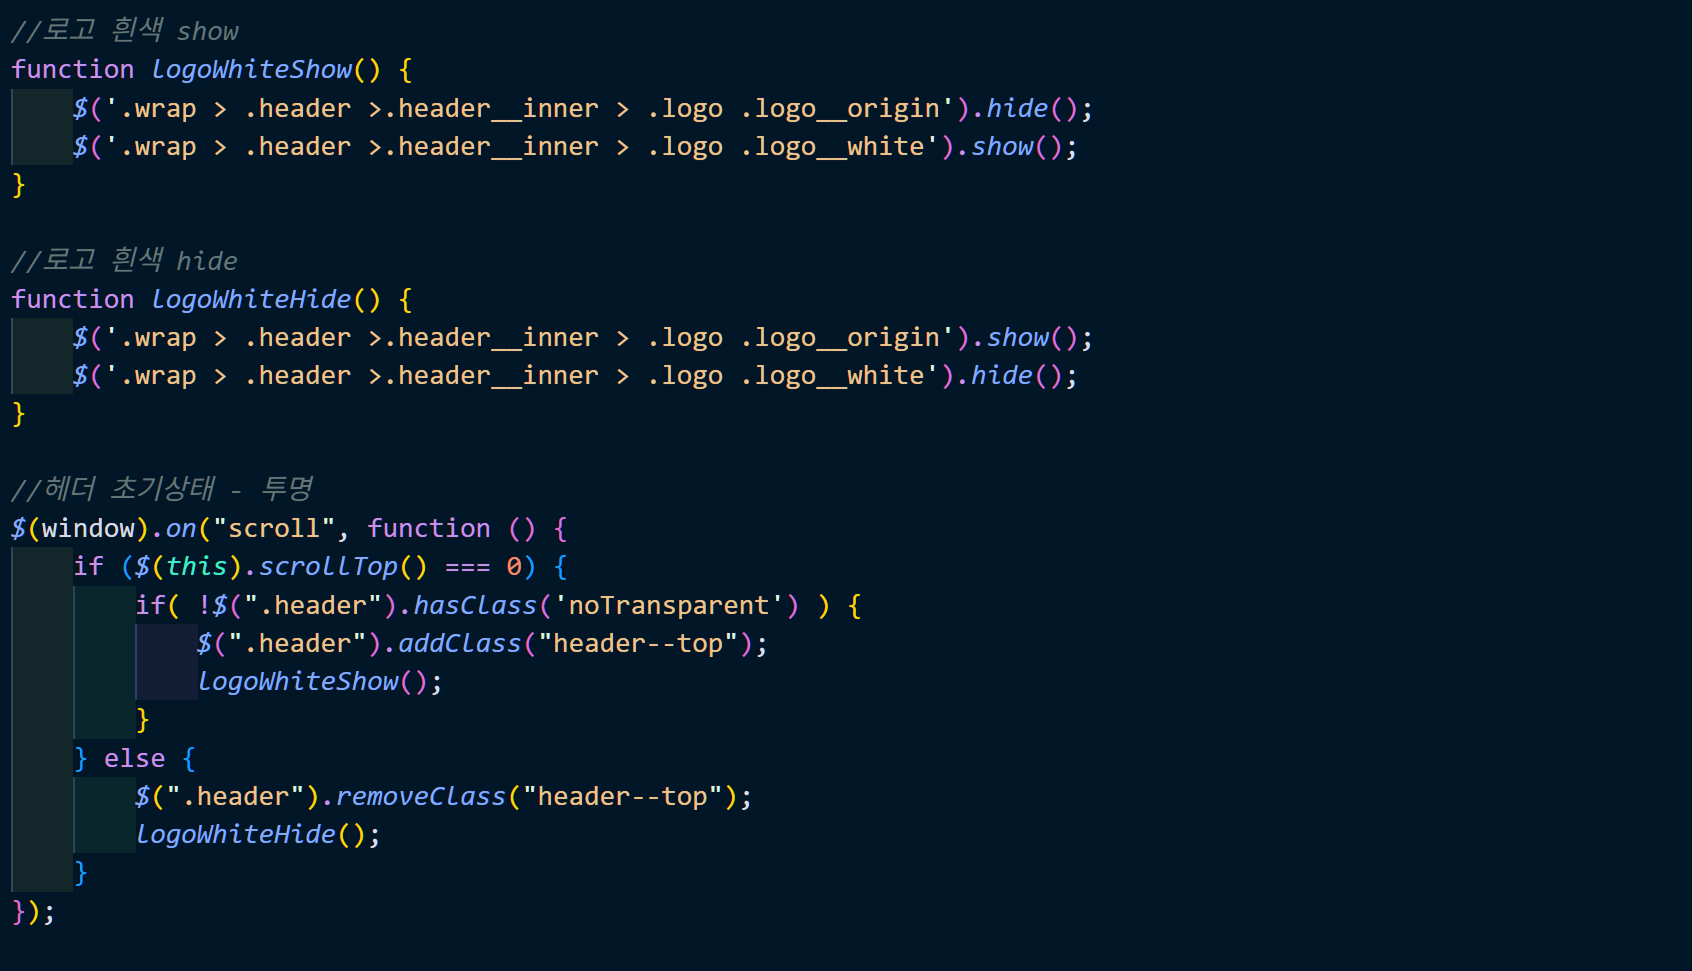 //로고 흰색 show
function logoWhiteShow() {
    $('.wrap > .header >.header__inner > .logo .logo__origin').hide();
    $('.wrap > .header >.header__inner > .logo .logo__white').show();
}

//로고 흰색 hide
function logoWhiteHide() {
    $('.wrap > .header >.header__inner > .logo .logo__origin').show();
    $('.wrap > .header >.header__inner > .logo .logo__white').hide();
}

//헤더 초기상태 - 투명
$(window).on("scroll", function () {
    if ($(this).scrollTop() === 0) {
        if( !$(".header").hasClass('noTransparent') ) {
            $(".header").addClass("header--top");
            logoWhiteShow();
        }
    } else {
        $(".header").removeClass("header--top");
        logoWhiteHide();
    }
});